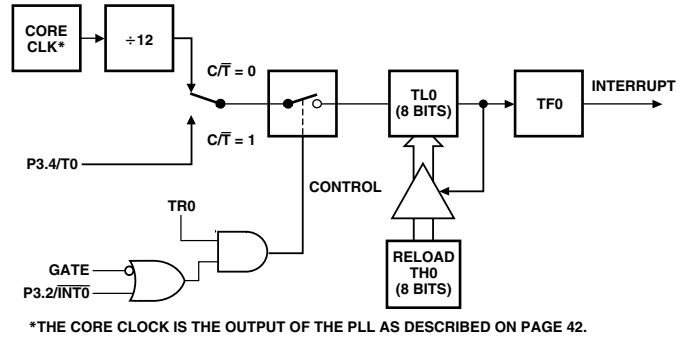 CORE
CLK*
÷12
C/T̅ = 0
C/T̅ = 1
P3.4/T0
TL0
(8 BITS)
TF0
INTERRUPT
CONTROL
TR0
GATE
P3.2/I̅N̅T̅0̅
RELOAD
TH0
(8 BITS)
*THE CORE CLOCK IS THE OUTPUT OF THE PLL AS DESCRIBED ON PAGE 42.